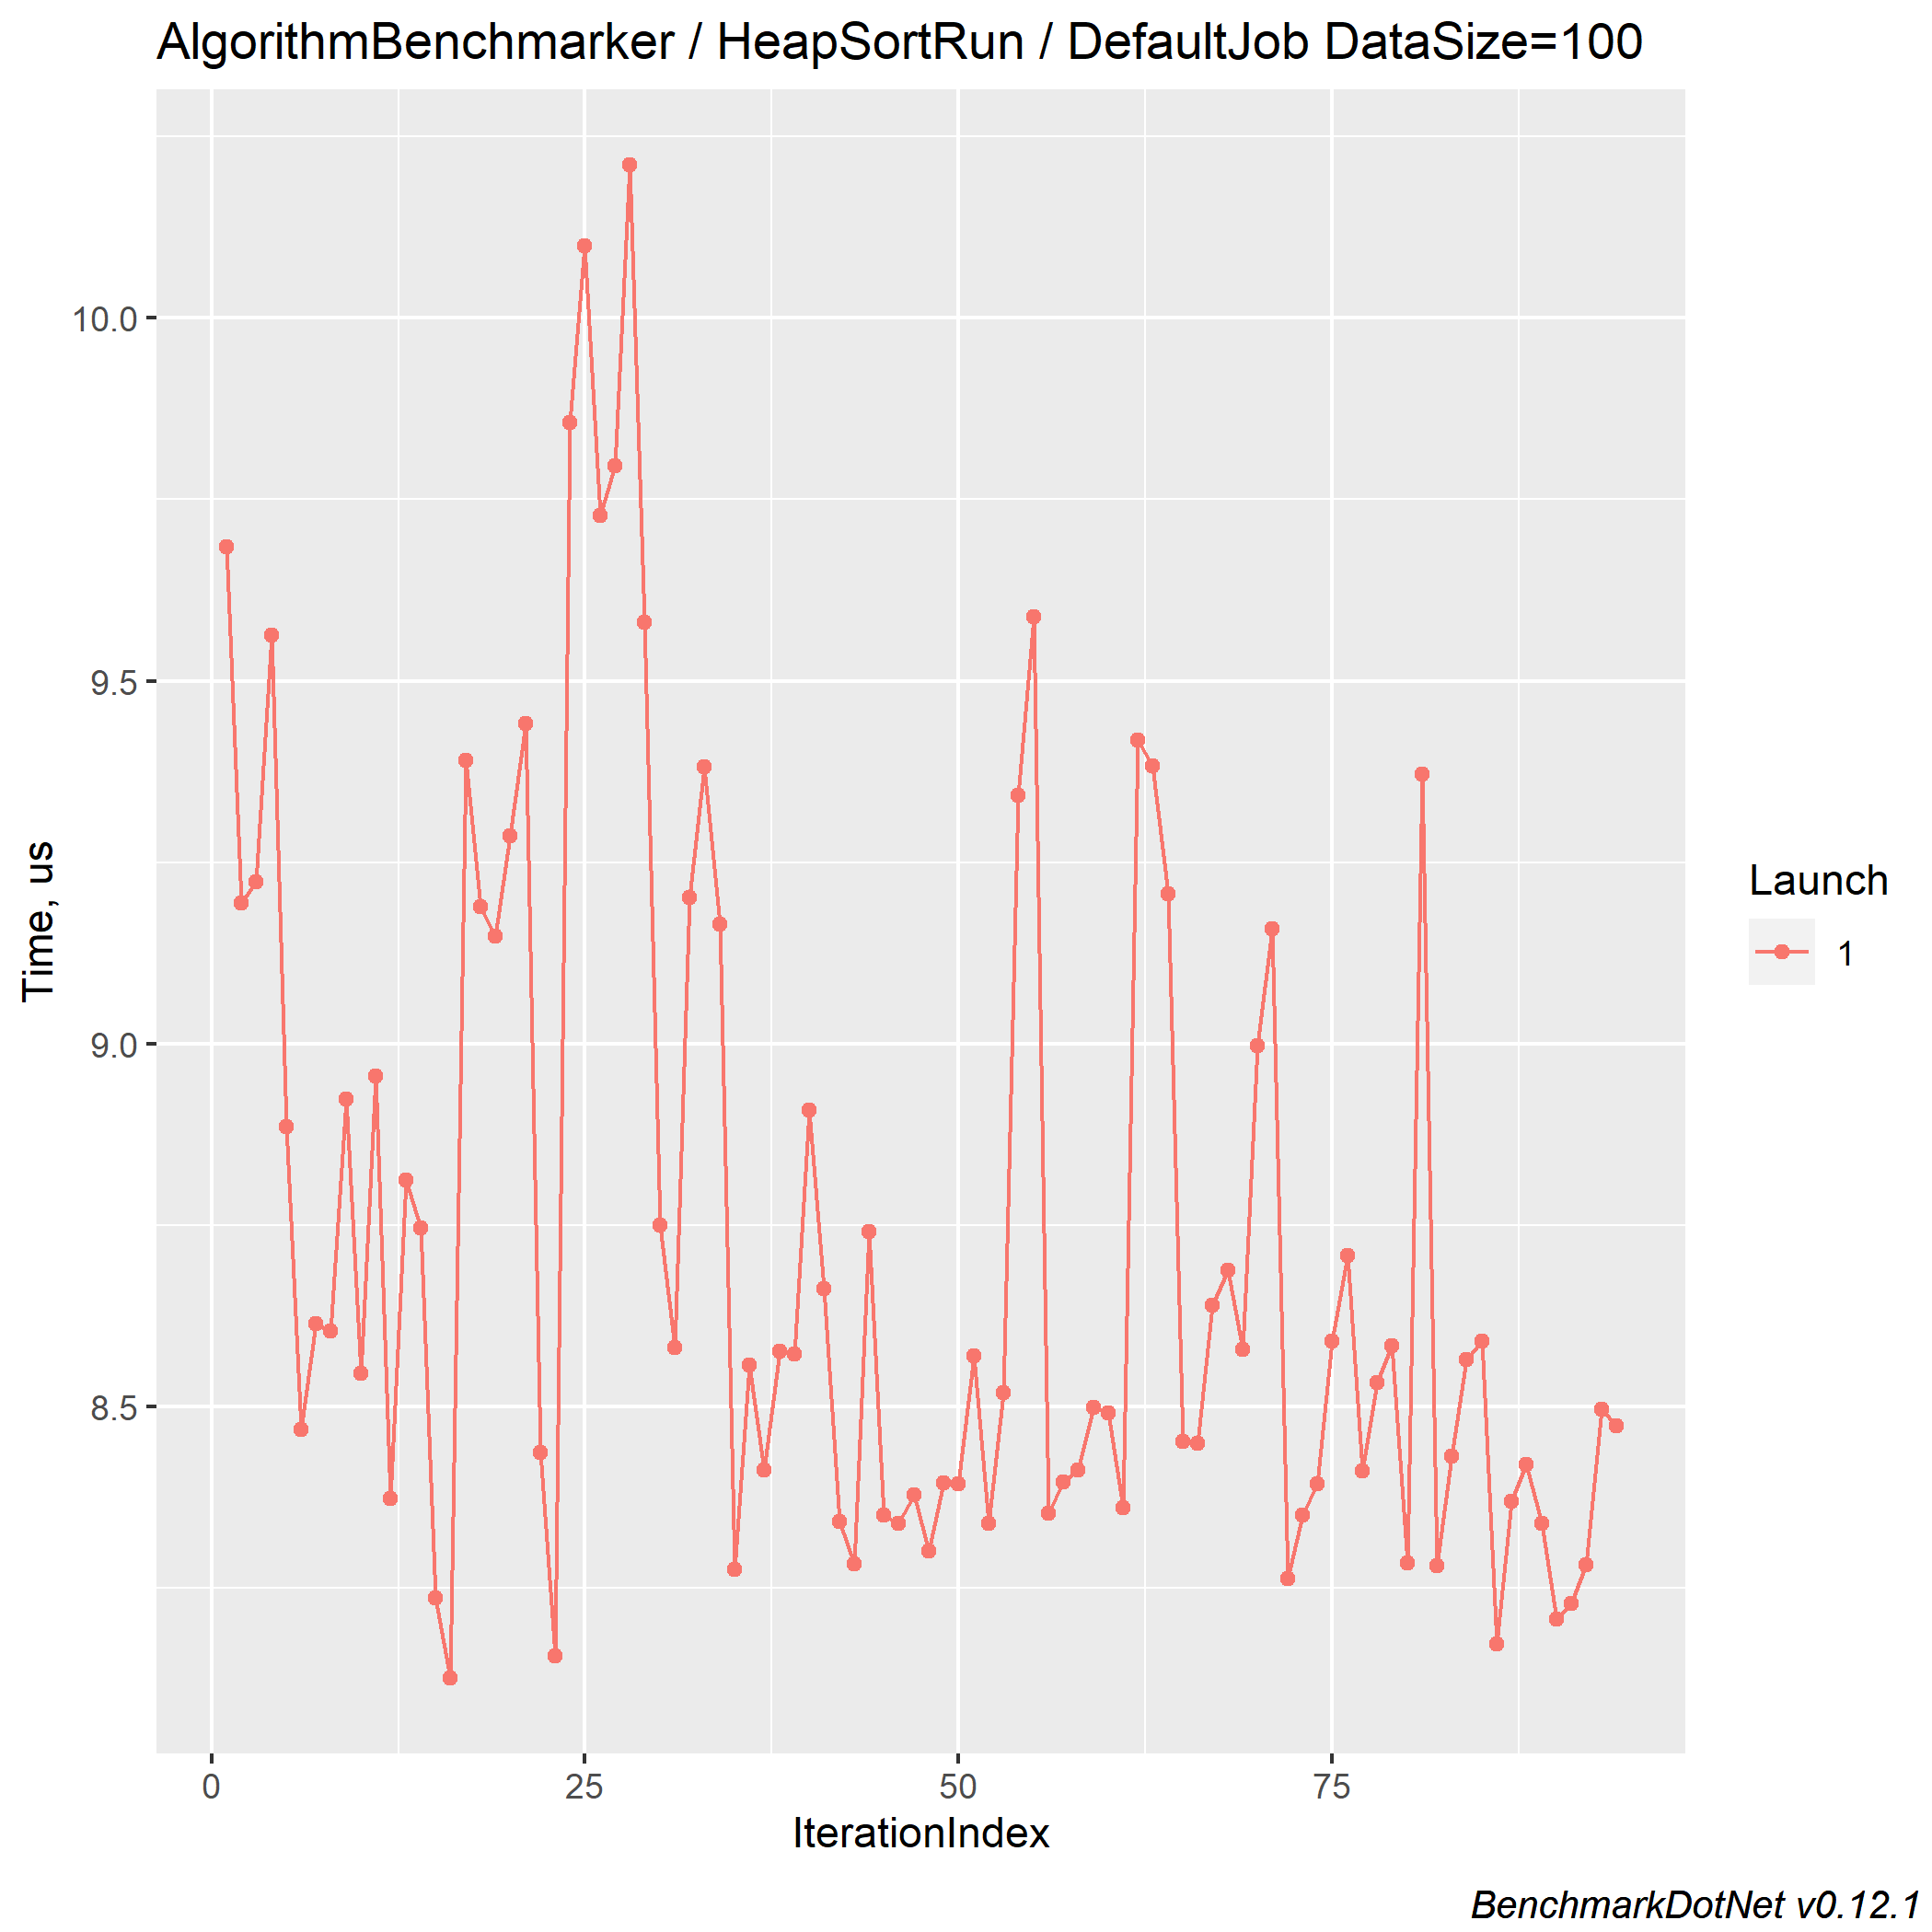 AlgorithmBenchmarker / HeapSortRun / DefaultJob DataSize=100
10.0
9.5
9.0
8.5
Time, us
0 25 50 75
IterationIndex
Launch
1
BenchmarkDotNet v0.12.1